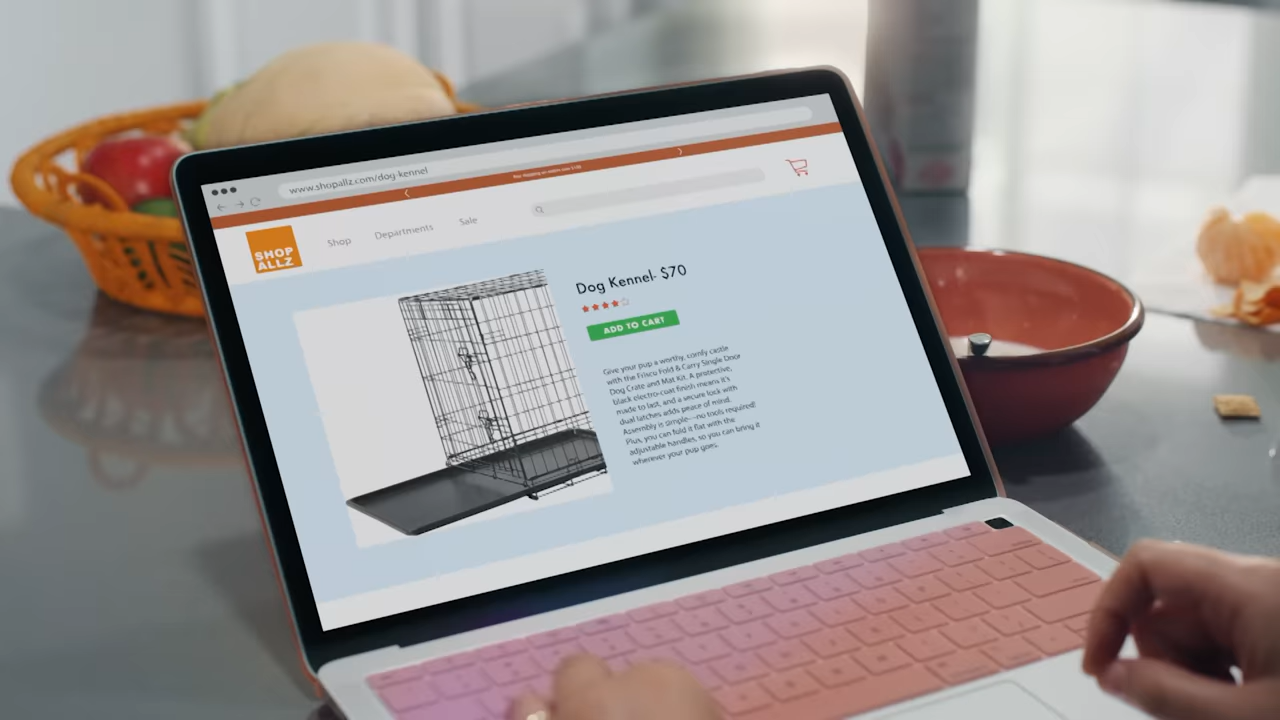 www.shopallz.com/dog-kennel
SHOP
ALLZ
Shop
Departments
Sale
Dog Kennel- $70
ADD TO CART
Give your pup a worthy, comfy castle
with the Frisco Fold & Carry Single Door
Dog Crate and Mat Kit. A protective,
black electro-coat finish means it's
made to last, and a secure lock with
dual latches adds peace of mind.
Assembly is simple—no tools required!
Plus, you can fold it flat with the
adjustable handles, so you can bring it
wherever your pup goes.